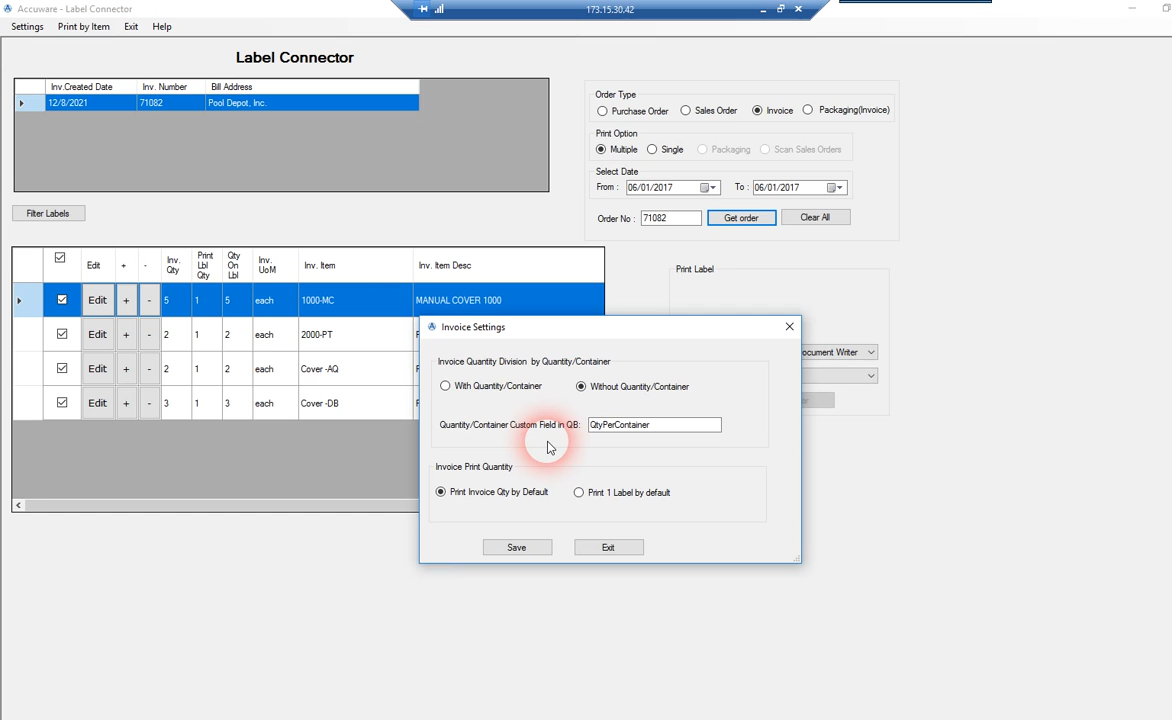 Accuware - Label Connector
173.15.30.42
Settings Print by Item Exit Help
Label Connector
Inv.Created Date Inv. Number Bill Address
12/8/2021 71082 Pool Depot, Inc.
Filter Labels
Order Type
Purchase Order Sales Order Invoice Packaging(Invoice)
Print Option
Multiple Single Packaging Scan Sales Orders
Select Date
From : 06/01/2017 To : 06/01/2017
Order No : 71082 Get order Clear All
Edit + - Inv. Qty Print Lbl Qty Qty On Lbl Inv. UoM Inv. Item Inv. Item Desc
Edit + - 5 1 5 each 1000-MC MANUAL COVER 1000
Edit + - 2 1 2 each 2000-PT
Edit + - 2 1 2 each Cover -AQ
Edit + - 3 1 3 each Cover -DB
Print Label
ocument Writer
Invoice Settings
Invoice Quantity Division by Quantity/Container
With Quantity/Container Without Quantity/Container
Quantity/Container Custom Field in QB: QtyPerContainer
Invoice Print Quantity
Print Invoice Qty by Default Print 1 Label by default
Save Exit